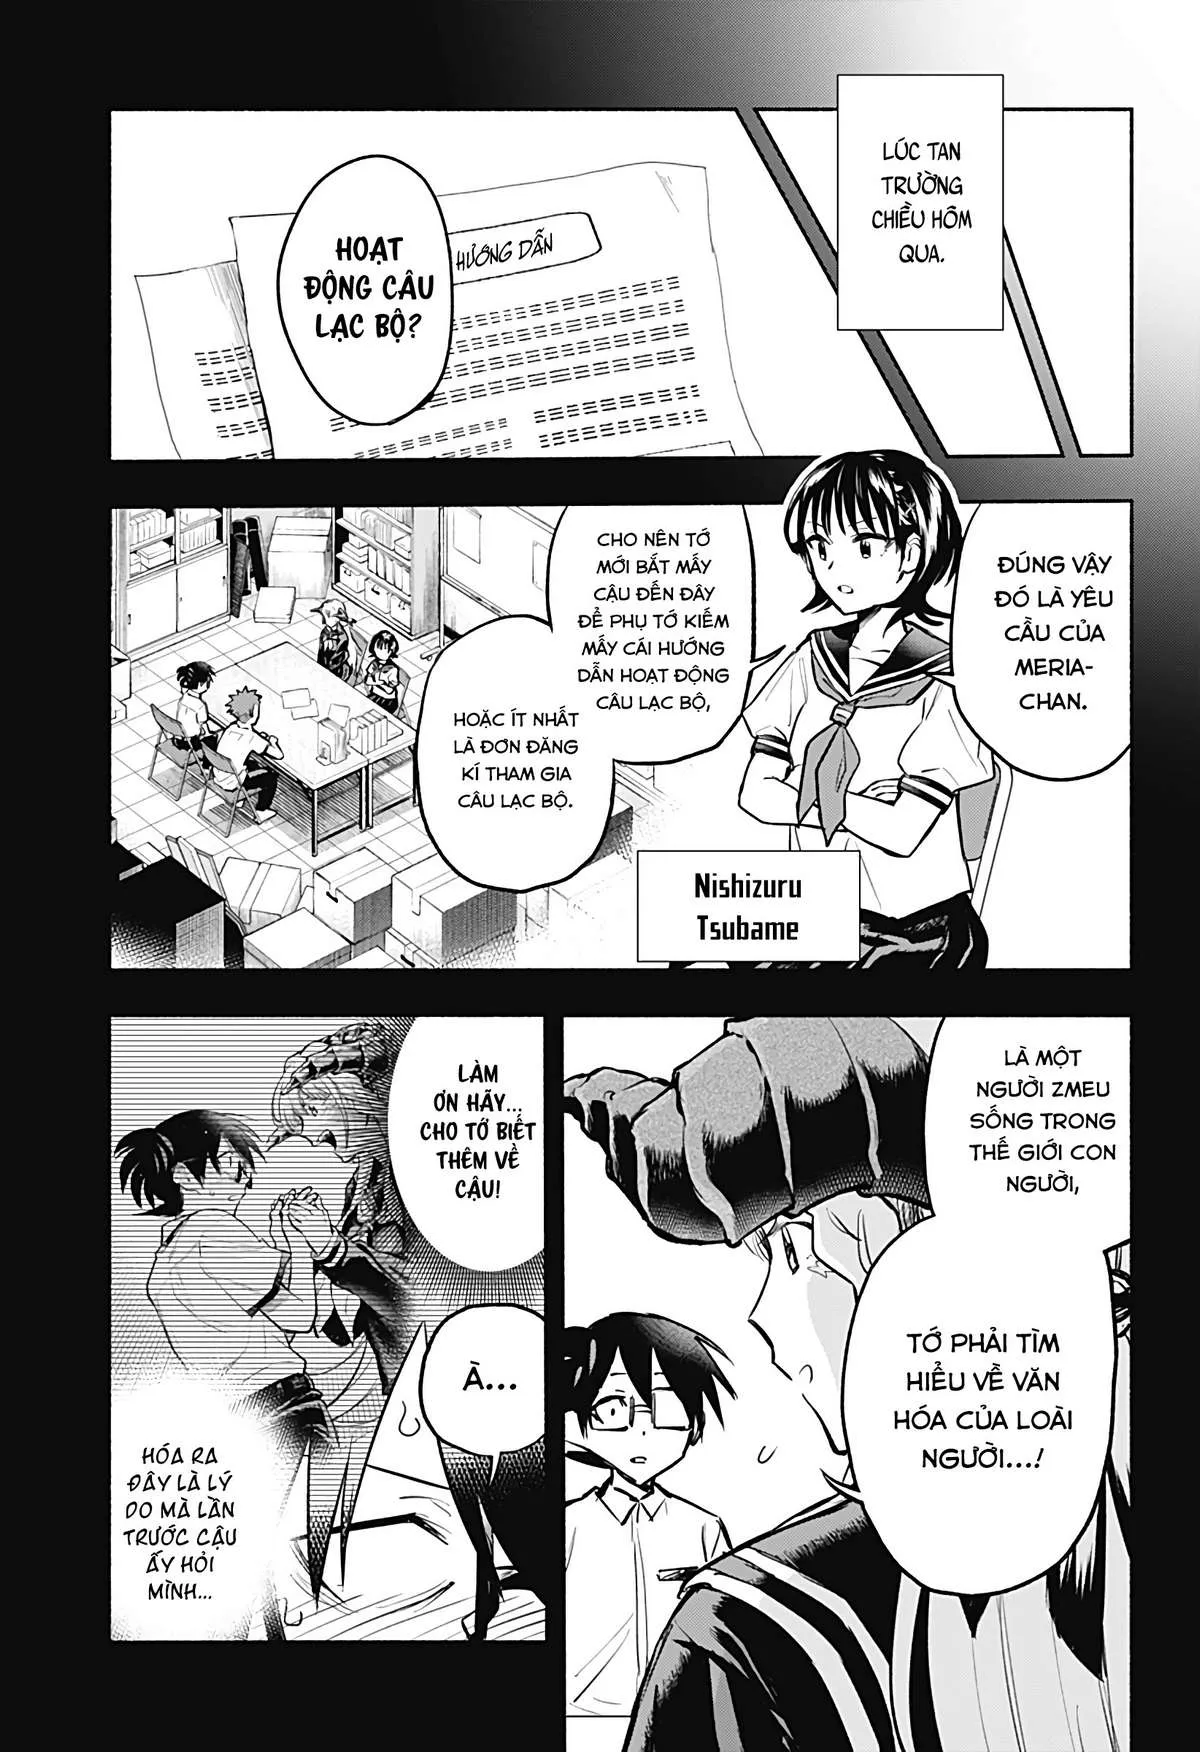 LÚC TAN
TRƯỜNG
CHIỀU HÔM
QUA.
HƯỚNG DẪN
HOẠT
ĐỘNG CÂU
LẠC BỘ?
ĐÚNG VẬY
ĐÓ LÀ YÊU
CẦU CỦA
MERIA-
CHAN.
CHO NÊN TỚ
MỚI BẮT MẤY
CẬU ĐẾN ĐÂY
ĐỂ PHỤ TỚ KIẾM
MẤY CÁI HƯỚNG
DẪN HOẠT ĐỘNG
CÂU LẠC BỘ,
HOẶC ÍT NHẤT
LÀ ĐƠN ĐĂNG
KÍ THAM GIA
CÂU LẠC BỘ.
Nishizuru
Tsubame
LÀ MỘT
NGƯỜI ZMEU
SỐNG TRONG
THẾ GIỚI CON
NGƯỜI,
TỚ PHẢI TÌM
HIỂU VỀ VĂN
HÓA CỦA LOÀI
NGƯỜI...!
LÀM
ƠN HÃY...
CHO TỚ BIẾT
THÊM VỀ
CẬU!
À...
HÓA RA
ĐÂY LÀ LÝ
DO MÀ LẦN
TRƯỚC CẬU
ẤY HỎI
MÌNH...